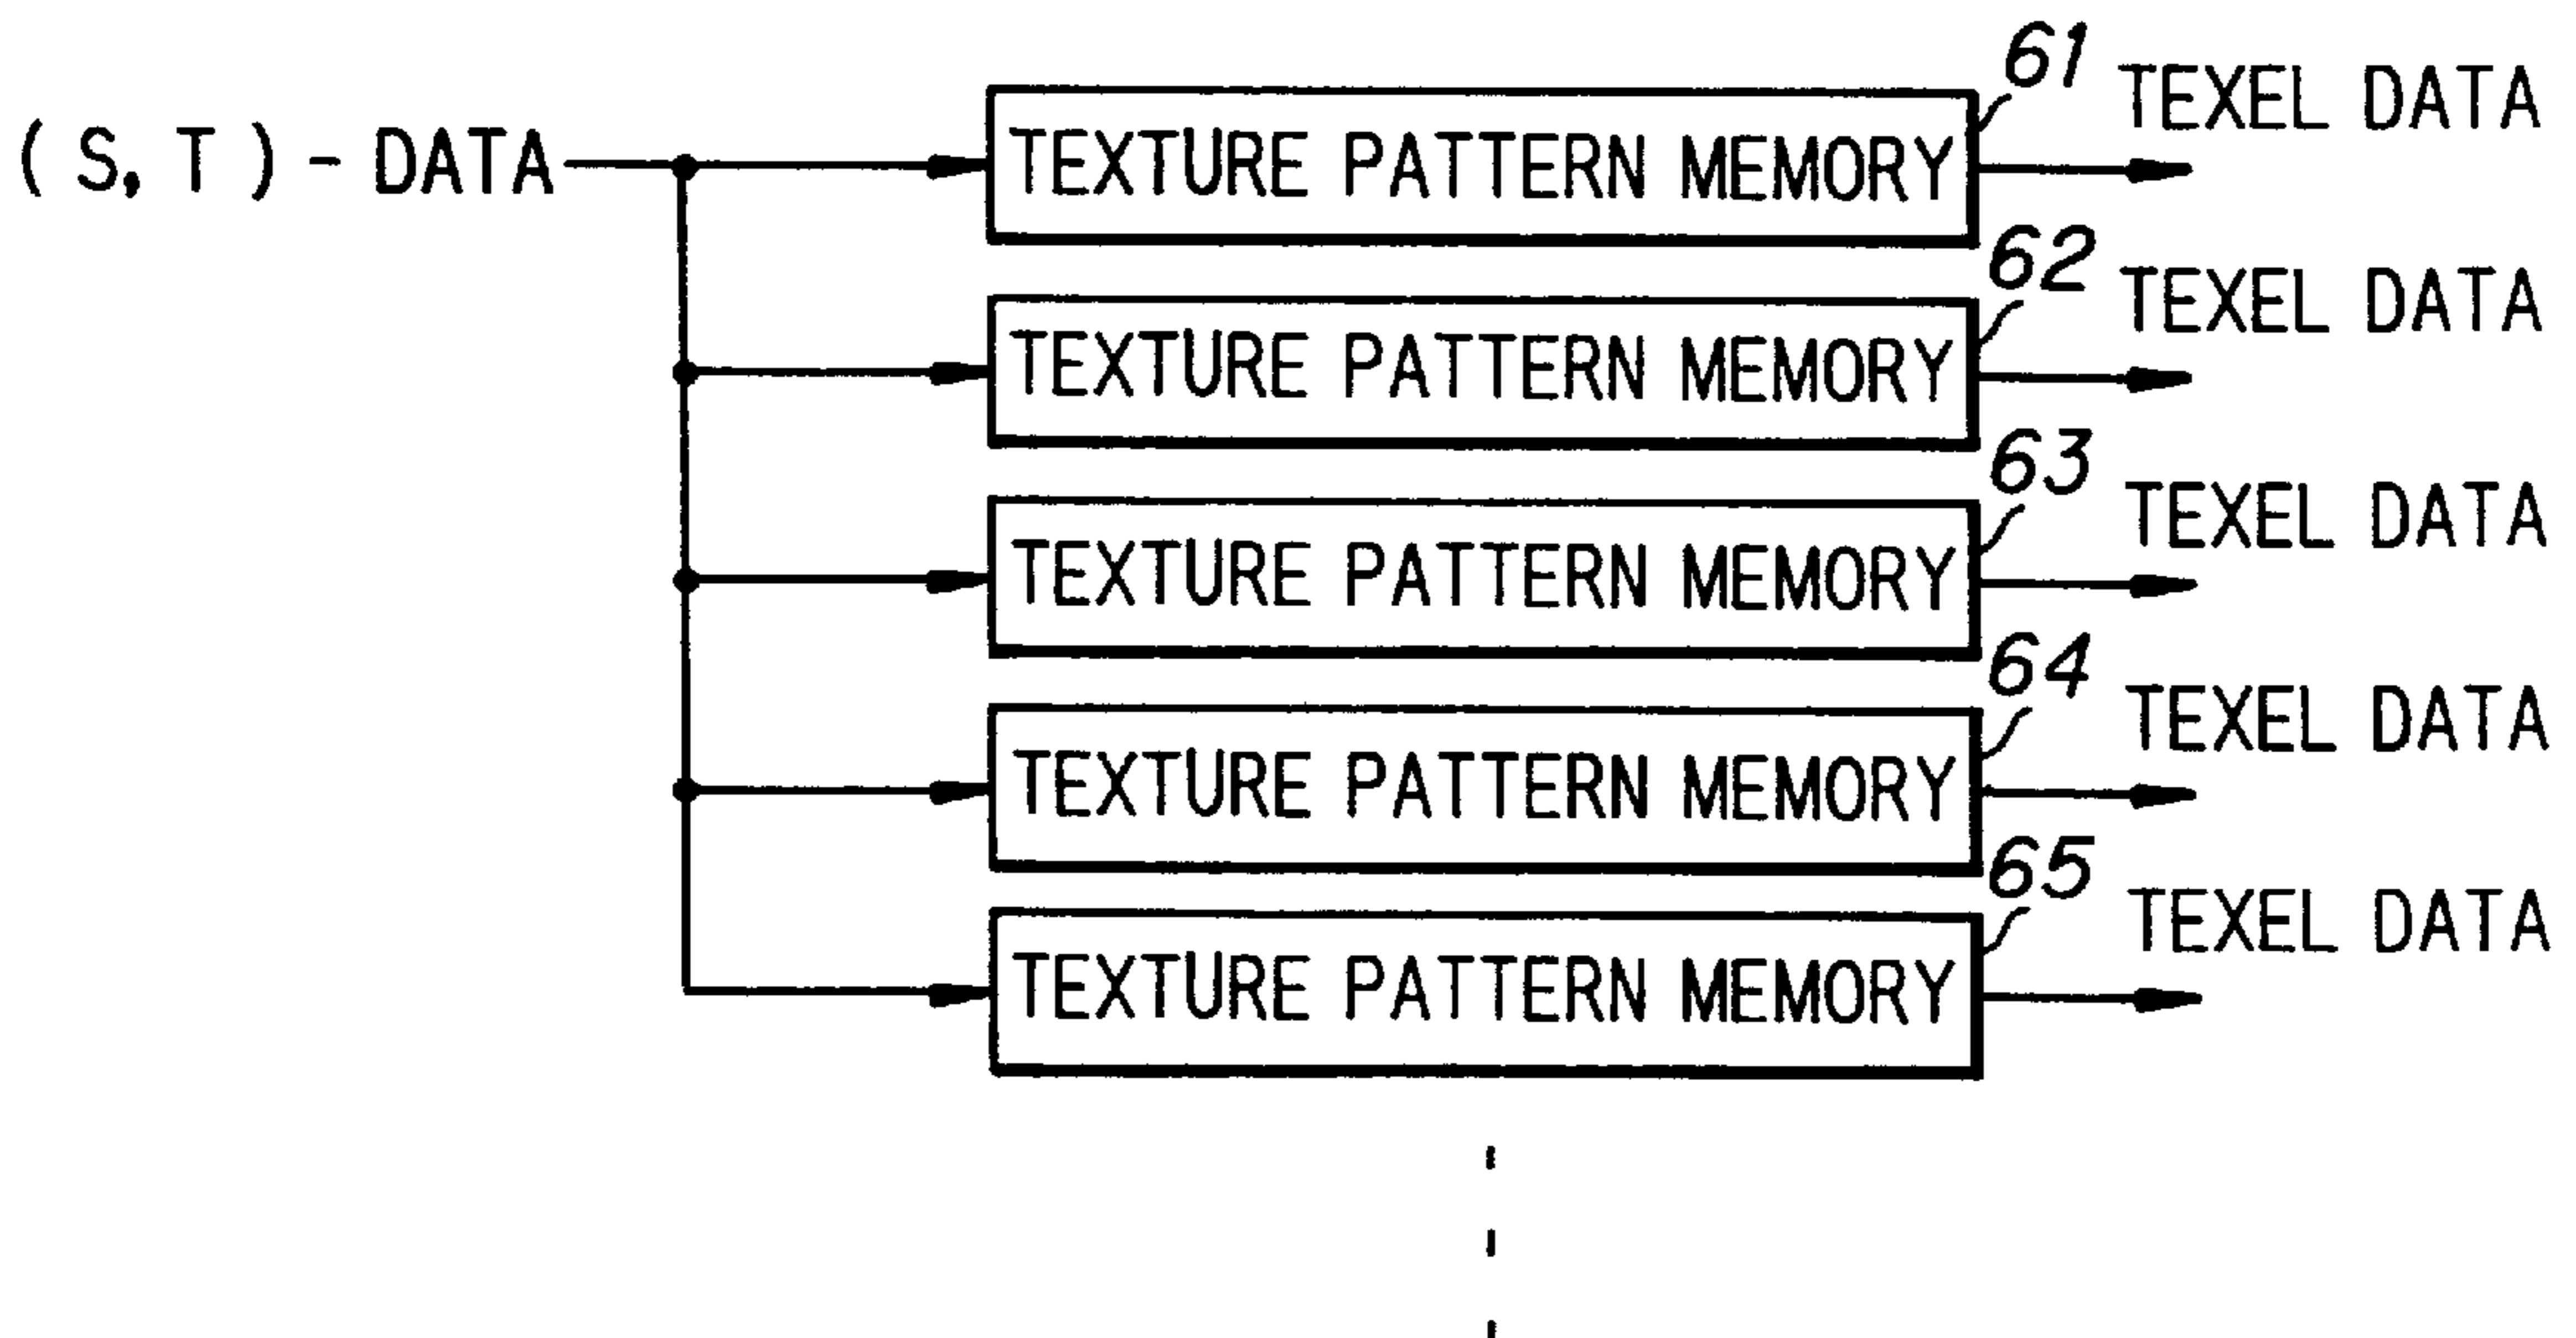 61 TEXEL DATA
(S, T) - DATA TEXTURE PATTERN MEMORY
62 TEXEL DATA
TEXTURE PATTERN MEMORY
63 TEXEL DATA
TEXTURE PATTERN MEMORY
64 TEXEL DATA
TEXTURE PATTERN MEMORY
65 TEXEL DATA
TEXTURE PATTERN MEMORY